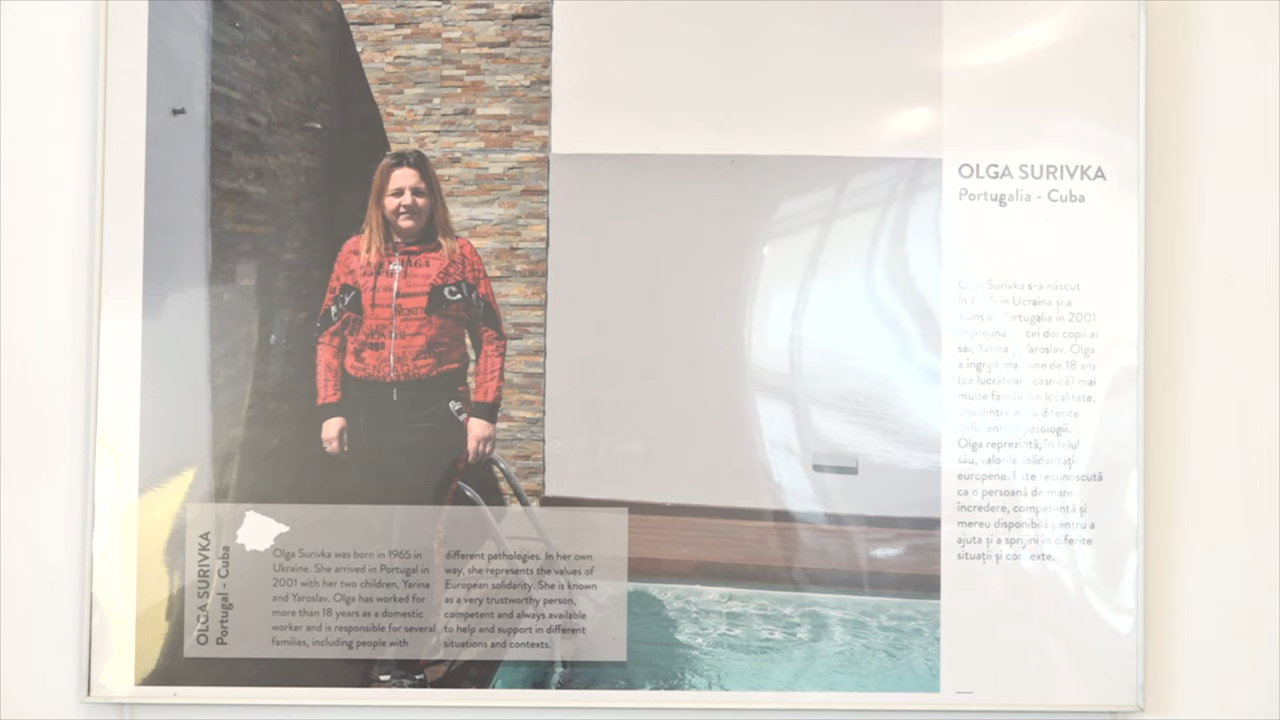 OLGA SURIVKA
Portugalia - Cuba
Surivka s-a născut
în Ucraina și a
Portugalia în 2001
cei doi copii ai
săi, Yarina Yaroslav. Olga
a îngrijit de 18 ani
mai
multe familii din localitate,
diferite
Olga reprezintă, în felul
său, valorile solidarității
europene. Este recunoscută
ca o persoană de mare
încredere, competentă și
mereu disponibilă pentru a
ajuta și a sprijini în diferite
situații și contexte.
OLGA SURIVKA
Portugal - Cuba
Olga Surivka was born in 1965 in
Ukraine. She arrived in Portugal in
2001 with her two children, Yarina
and Yaroslav. Olga has worked for
more than 18 years as a domestic
worker and is responsible for several
families, including people with
different pathologies. In her own
way, she represents the values of
European solidarity. She is known
as a very trustworthy person,
competent and always available
to help and support in different
situations and contexts.